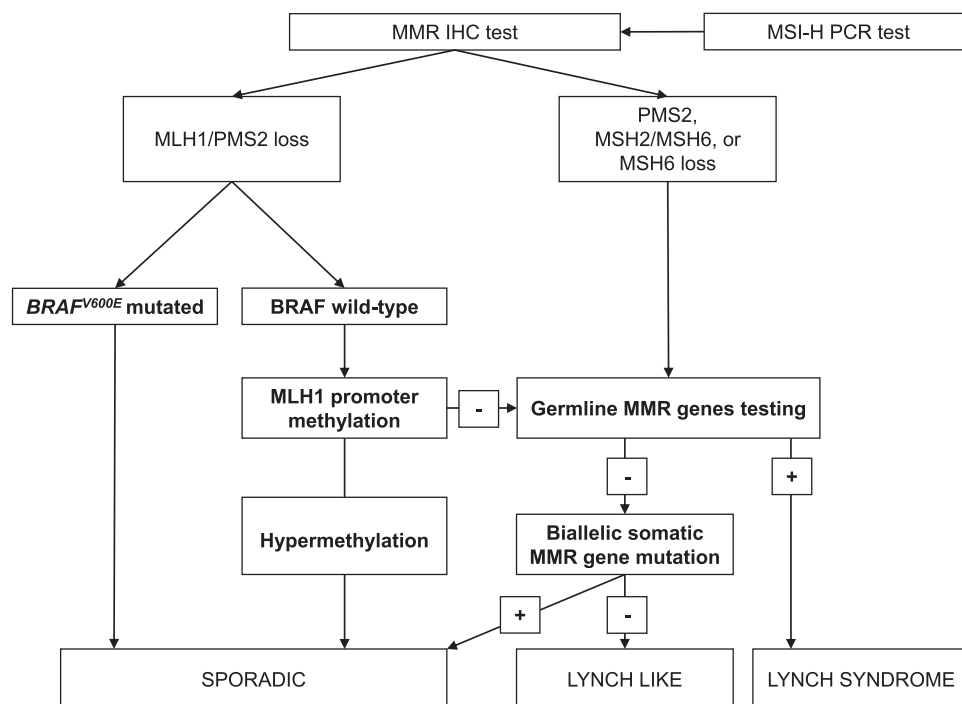 MMR IHC test
MSI-H PCR test
MLH1/PMS2 loss
PMS2,
MSH2/MSH6, or
MSH6 loss
BRAFV600E mutated
BRAF wild-type
MLH1 promoter
methylation
-
Germline MMR genes testing
-
+
Hypermethylation
Biallelic somatic
MMR gene mutation
+
-
SPORADIC
LYNCH LIKE
LYNCH SYNDROME